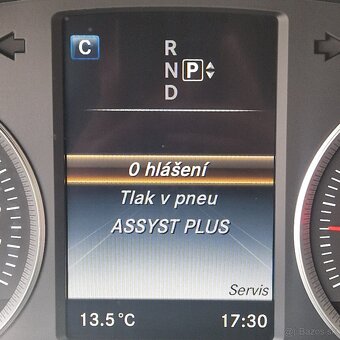 C
R
N P
D
0 hlášení
Tlak v pneu
ASSYST PLUS
Servis
13.5°C 17:30